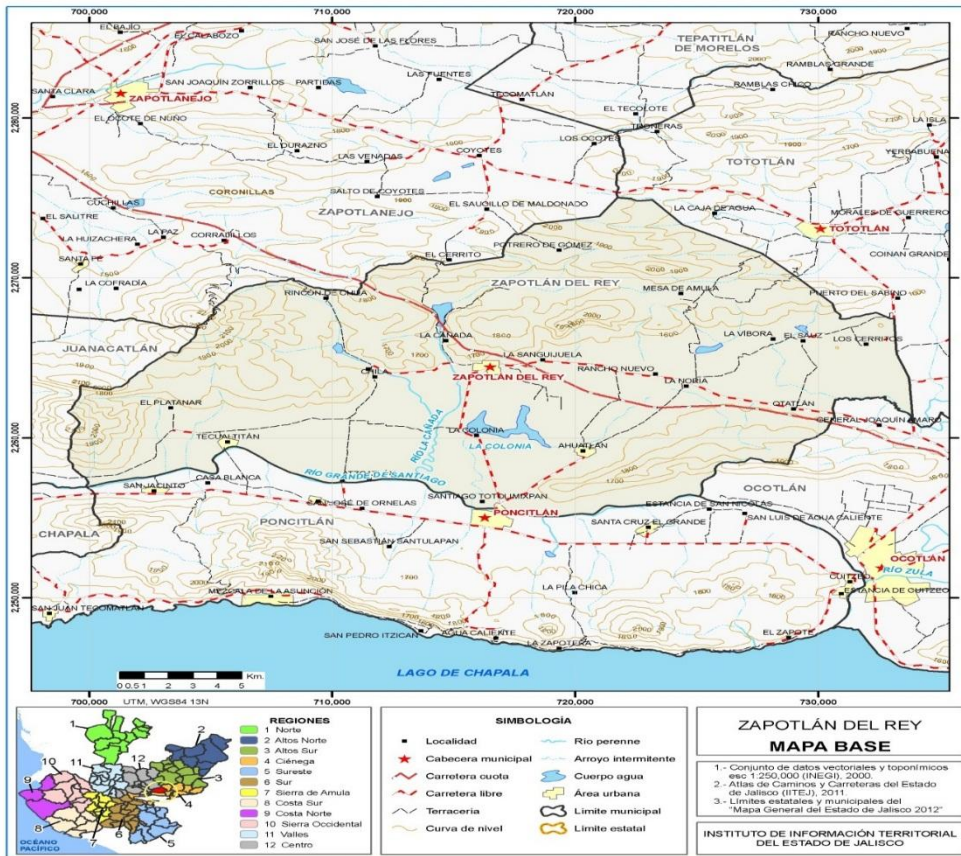 700,000 710,000 720,000 730,000
EL BAJÍO
EL CALABOZO
SAN JOSÉ DE LAS FLORES
TEPATITLÁN
DE MORELOS
RANCHO NUEVO
RAMBLAS GRANDE
RAMBLAS CHICO
SANTA CLARA
SAN JOAQUÍN ZORRILLOS
PARTIDAS
LAS FUENTES
TECOMATLÁN
ZAPOTLANEJO
2,280,000
EL OCOTE DE NUÑO
EL TECOLOTE
TRONERAS
LA ISLA
EL DURAZNO
LAS VENADAS
COYOTES
LOS OCOTES
TOTOTLÁN
YERBABUENA
CORONILLAS
SALTO DE COYOTES
CUCHILLAS
ZAPOTLANEJO
EL SAUCILLO DE MALDONADO
LA CAJA DE AGUA
MORALES DE GUERRERO
EL SALITRE
LA PAZ
LA HUIZACHERA
CORRALILLOS
TOTOTLÁN
SANTA FÉ
EL CERRITO
POTRERO DE GÓMEZ
COINAN GRANDE
2,270,000
LA COFRADÍA
ZAPOTLÁN DEL REY
MESA DE AMULA
PUERTO DEL SABINO
RINCÓN DE CHILA
JUANACATLÁN
LA CAÑADA
LA VÍBORA
EL SAUZ
LOS CERRITOS
LA SANGUIJUELA
CHILA
ZAPOTLÁN DEL REY
RANCHO NUEVO
LA NORIA
EL PLATANAR
OTATLÁN
GENERAL JOAQUÍN AMARO
2,260,000
TECUALTITÁN
RÍO LA CAÑADA
LA COLONIA
LA COLONIA
AHUATLÁN
RÍO GRANDE DE SANTIAGO
CASA BLANCA
SAN JACINTO
OCOTLÁN
SAN JOSÉ DE ORNELAS
SANTIAGO TOTOLIMIXPAN
ESTANCIA DE SAN NICOLÁS
PONCITLÁN
PONCITLÁN
SANTA CRUZ EL GRANDE
SAN LUIS DE AGUA CALIENTE
CHAPALA
SAN SEBASTIÁN SANTULAPAN
OCOTLÁN
RÍO ZULA
CUITZEO
LA PILA CHICA
ESTANCIA DE CUITZEO
2,250,000
MEZCALA DE LA ASUNCIÓN
SAN JUAN TECOMATLÁN
SAN PEDRO ITZICÁN
AGUA CALIENTE
LA ZAPOTERA
EL ZAPOTE
LAGO DE CHAPALA
0 0.5 1 2 3 4 5 Km.
700,000 710,000 720,000 730,000
UTM, WGS84 13N
REGIONES
1 Norte
2 Altos Norte
3 Altos Sur
4 Ciénega
5 Sureste
6 Sur
7 Sierra de Amula
8 Costa Sur
9 Costa Norte
10 Sierra Occidental
11 Valles
12 Centro
OCÉANO
PACÍFICO
SIMBOLOGÍA
Localidad
Cabecera municipal
Carretera cuota
Carretera libre
Terracería
Curva de nivel
Río perenne
Arroyo intermitente
Cuerpo agua
Área urbana
Límite municipal
Límite estatal
ZAPOTLÁN DEL REY
MAPA BASE
1.- Conjunto de datos vectoriales y toponímicos
esc 1:250,000 (INEGI), 2000.
2.- Atlas de Caminos y Carreteras del Estado
de Jalisco (IITEJ), 2011.
3.- Límites estatales y municipales del
"Mapa General del Estado de Jalisco 2012"
INSTITUTO DE INFORMACIÓN TERRITORIAL
DEL ESTADO DE JALISCO